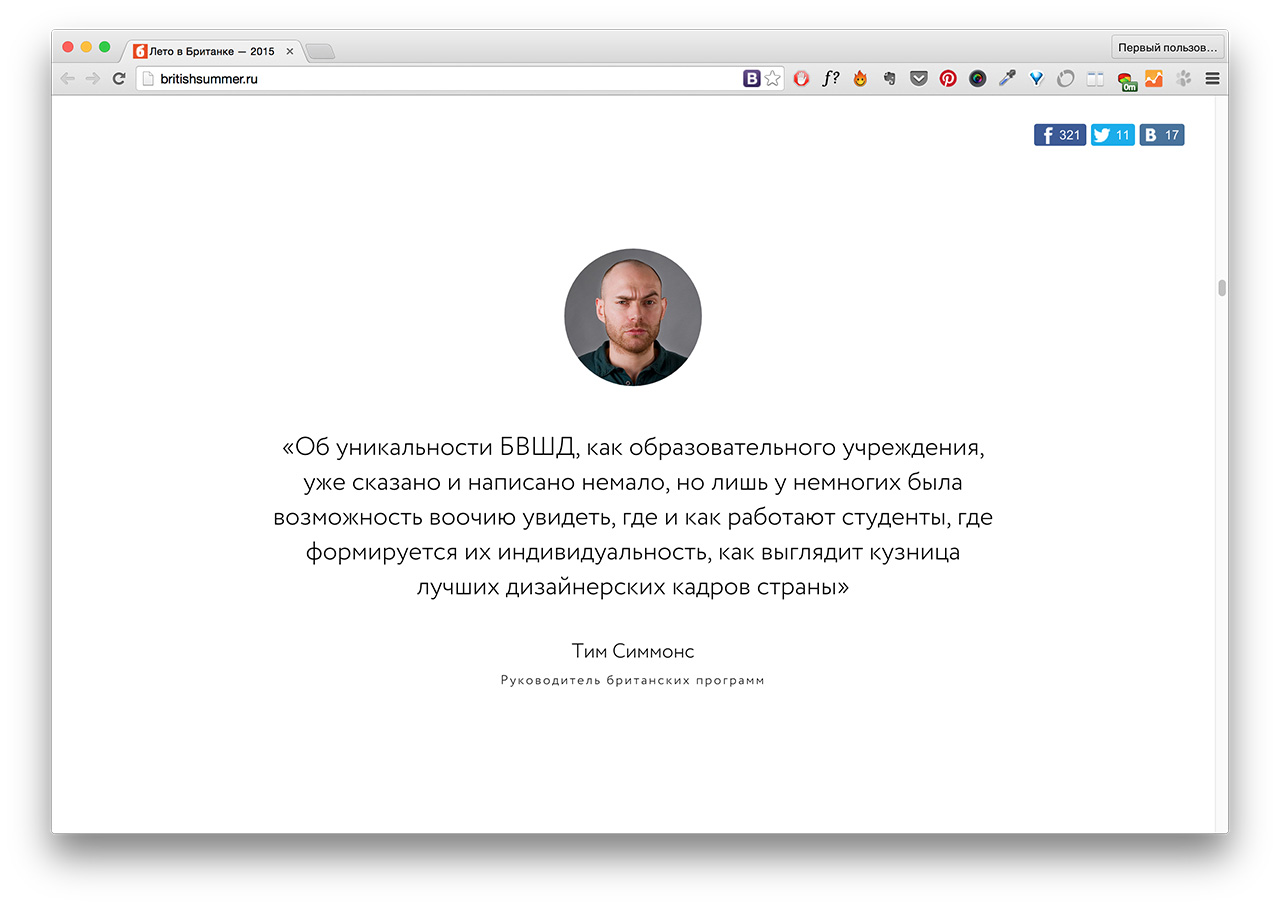 Лето в Британке — 2015
Первый пользов...
britishsummer.ru
B
f?
0m
f 321
11
B 17
«Об уникальности БВШД, как образовательного учреждения,
уже сказано и написано немало, но лишь у немногих была
возможность воочию увидеть, где и как работают студенты, где
формируется их индивидуальность, как выглядит кузница
лучших дизайнерских кадров страны»
Тим Симмонс
Руководитель британских программ